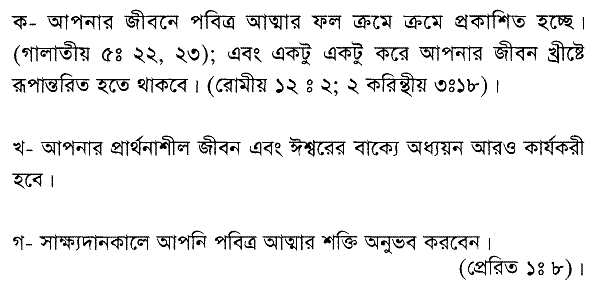 ক- আপনার জীবনে পবিত্র আত্মার ফল ক্রমে ক্রমে প্রকাশিত হচ্ছে।
(গালাতীয় ৫ঃ ২২, ২৩); এবং একটু একটু করে আপনার জীবন খ্রীষ্টে
রূপান্তরিত হতে থাকবে। (রোমীয় ১২ ঃ ২; ২ করিন্থীয় ৩ঃ১৮)।
খ- আপনার প্রার্থনাশীল জীবন এবং ঈশ্বরের বাক্যে অধ্যয়ন আরও কার্যকরী
হবে।
গ- সাক্ষ্যদানকালে আপনি পবিত্র আত্মার শক্তি অনুভব করবেন।
(প্রেরিত ১ঃ ৮)।